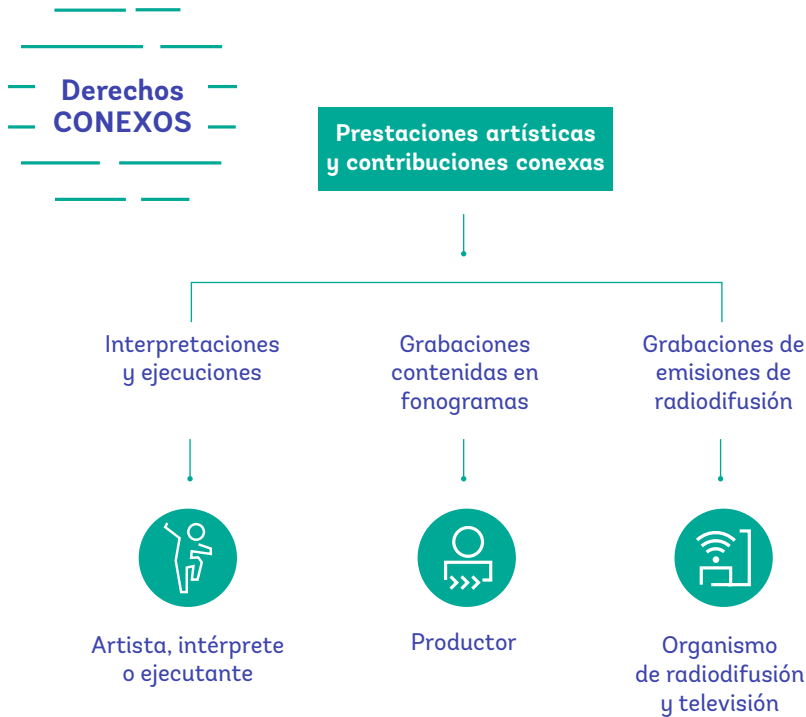 Derechos
CONEXOS
Prestaciones artísticas
y contribuciones conexas
Interpretaciones
y ejecuciones
Grabaciones
contenidas en
fonogramas
Grabaciones de
emisiones de
radiodifusión
Artista, intérprete
o ejecutante
Productor
Organismo
de radiodifusión
y televisión